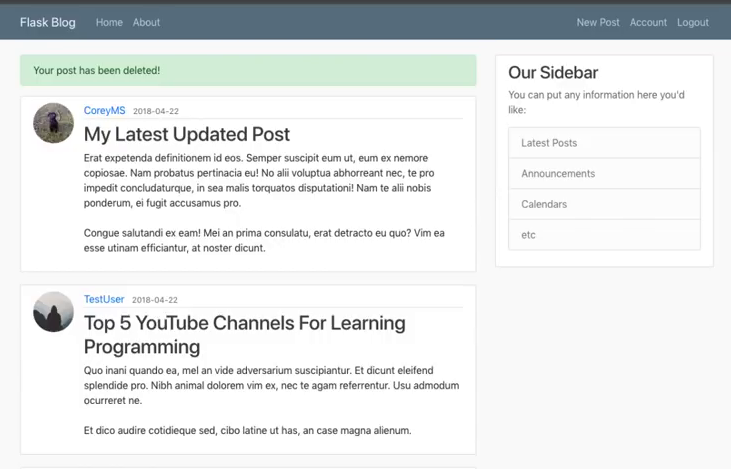 Flask Blog Home About New Post Account Logout
Your post has been deleted!
CoreyMS 2018-04-22
My Latest Updated Post
Erat expetenda definitionem id eos. Semper suscipit eum ut, eum ex nemore
copiosae. Nam probatus pertinacia eu! No alii voluptua abhorreant nec, te pro
impedit concludaturque, in sea malis torquatos disputationi! Nam te alii nobis
ponderum, ei fugit accusamus pro.
Congue salutandi ex eam! Mei an prima consulatu, erat detracto eu quo? Vim ea
esse utinam efficiantur, at noster dicunt.
TestUser 2018-04-22
Top 5 YouTube Channels For Learning
Programming
Quo inani quando ea, mel an vide adversarium suscipiantur. Et dicunt eleifend
splendide pro. Nibh animal dolorem vim ex, nec te agam referrentur. Usu admodum
ocurreret ne.
Et dico audire cotidieque sed, cibo latine ut has, an case magna alienum.
Our Sidebar
You can put any information here you'd
like:
Latest Posts
Announcements
Calendars
etc